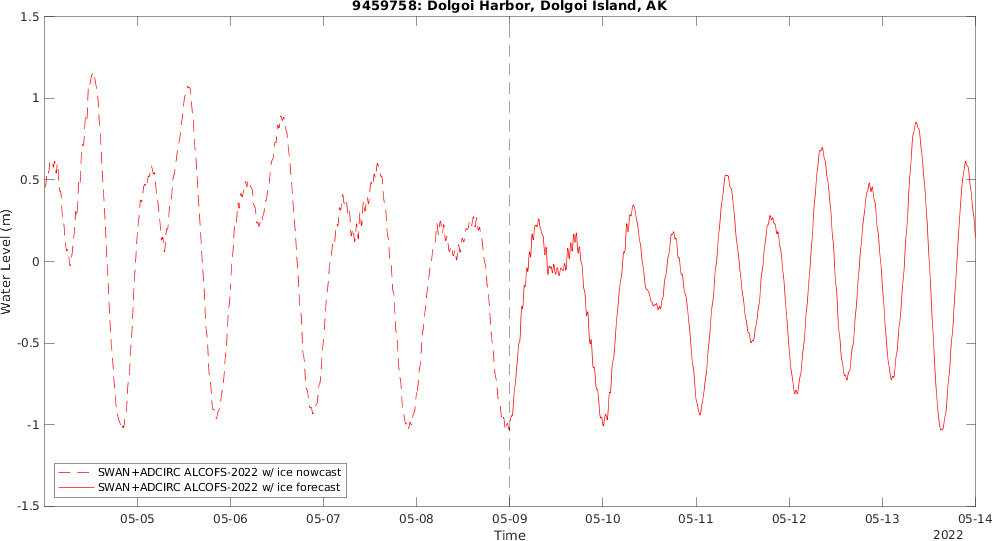 9459758: Dolgoi Harbor, Dolgoi Island, AK
1.5
1
0.5
0
-0.5
-1
-1.5
Water Level (m)
SWAN+ADCIRC ALCOFS-2022 w/ ice nowcast
SWAN+ADCIRC ALCOFS-2022 w/ ice forecast
05-05 05-06 05-07 05-08 05-09 05-10 05-11 05-12 05-13 05-14
Time
2022